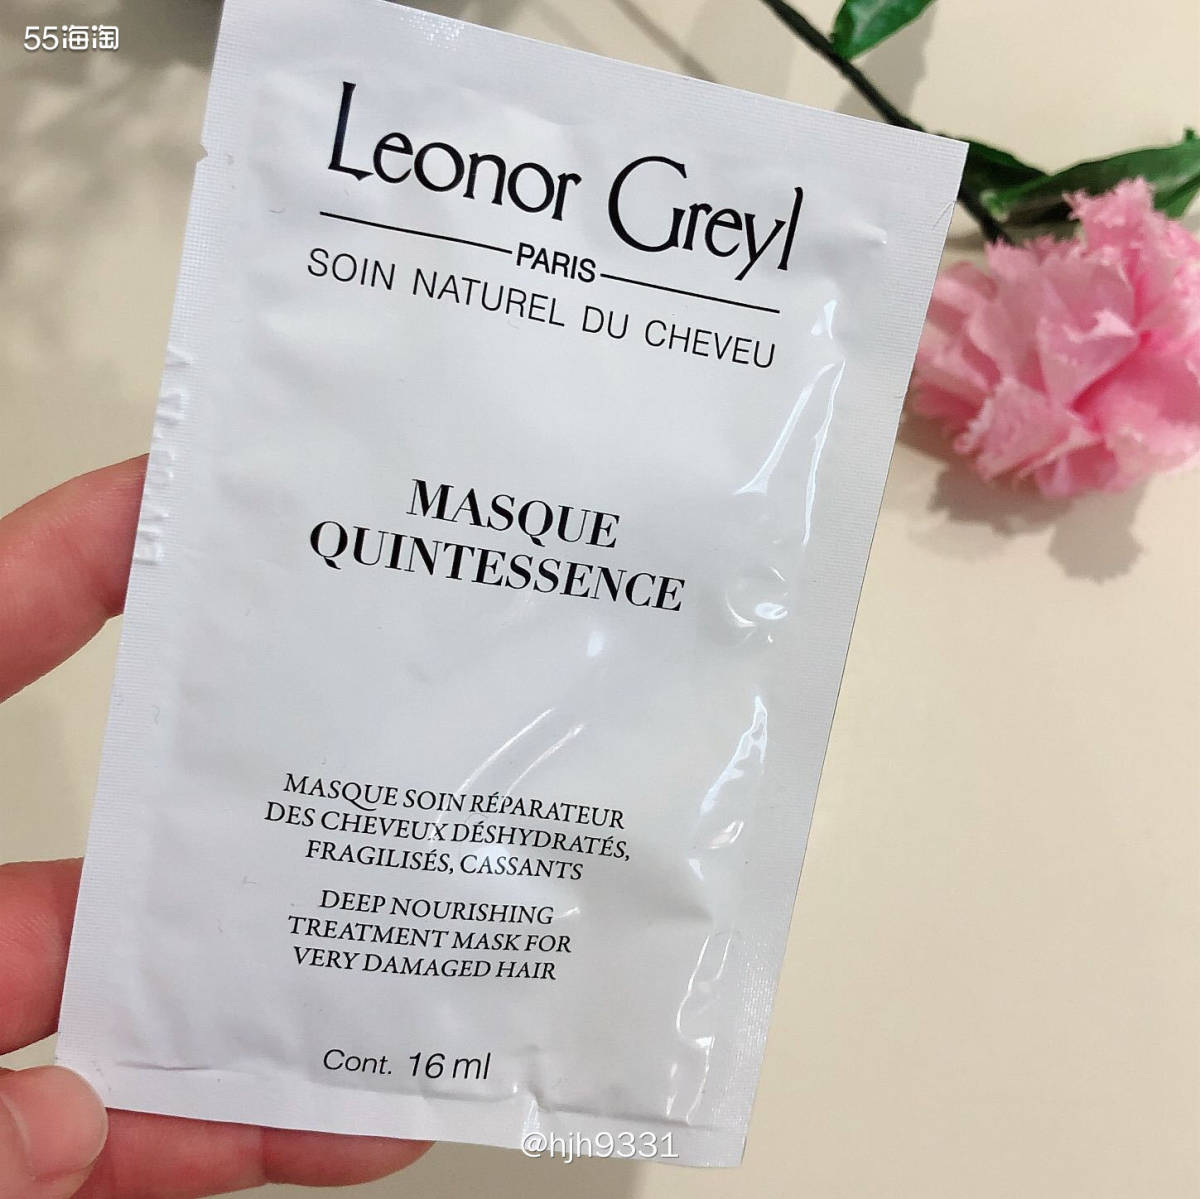 55海淘
Leonor Greyl
PARIS
SOIN NATUREL DU CHEVEU
MASQUE
QUINTESSENCE
MASQUE SOIN RÉPARATEUR
DES CHEVEUX DÉSHYDRATÉS,
FRAGILISÉS, CASSANTS
DEEP NOURISHING
TREATMENT MASK FOR
VERY DAMAGED HAIR
Cont. 16 ml
@hjh9331